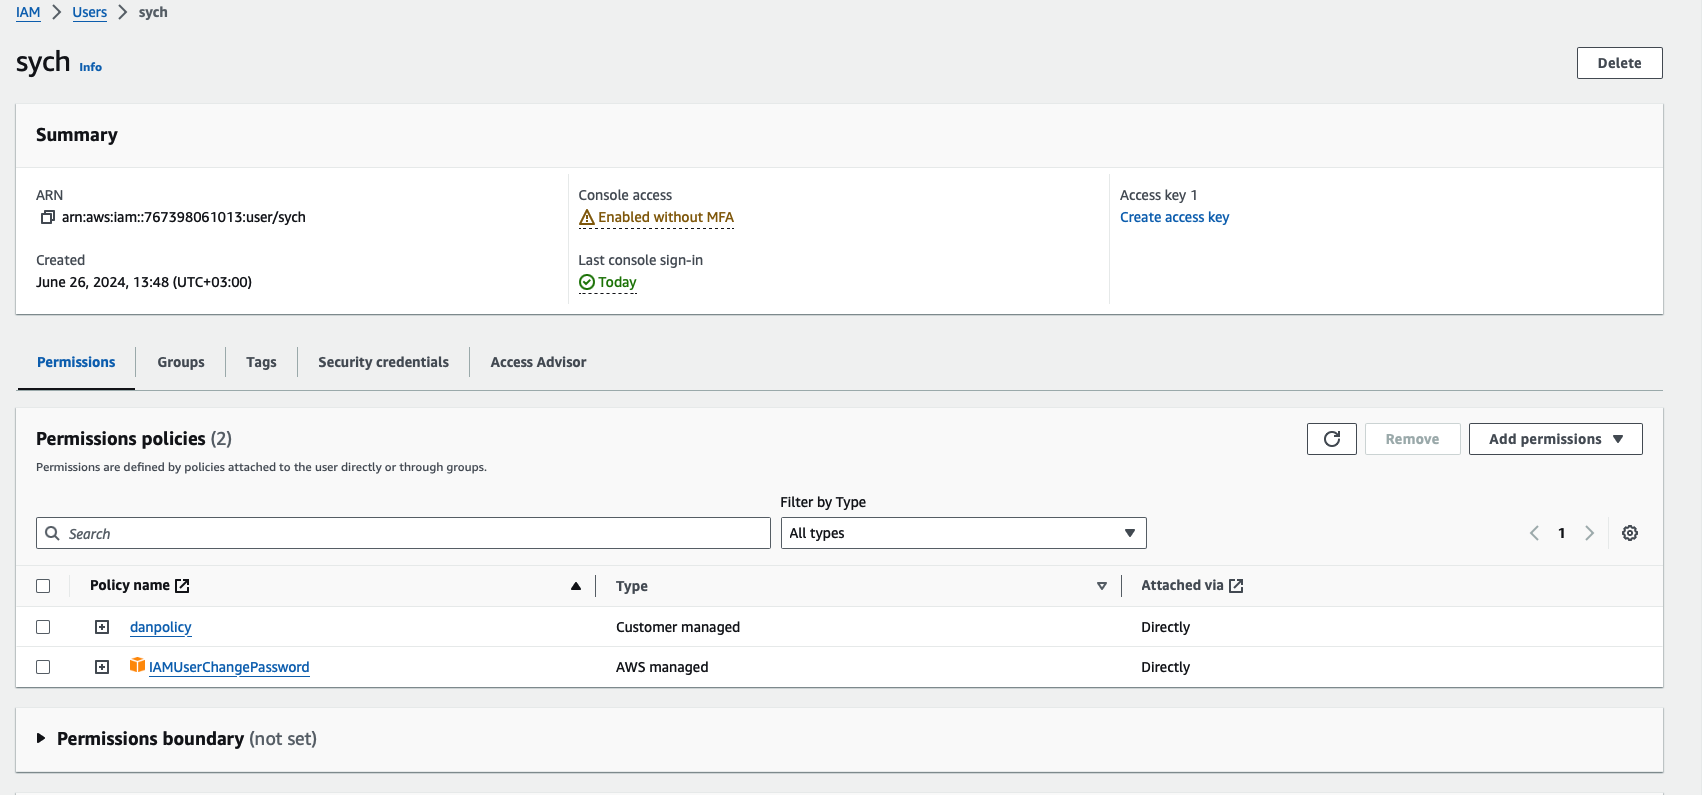 IAM > Users > sych
sych Info
Delete
Summary
ARN
arn:aws:iam::767398061013:user/sych
Created
June 26, 2024, 13:48 (UTC+03:00)
Console access
Enabled without MFA
Last console sign-in
Today
Access key 1
Create access key
Permissions Groups Tags Security credentials Access Advisor
Permissions policies (2)
Permissions are defined by policies attached to the user directly or through groups.
Remove
Add permissions
Filter by Type
Search
All types
1
Policy name Type Attached via
danpolicy Customer managed Directly
IAMUserChangePassword AWS managed Directly
Permissions boundary (not set)